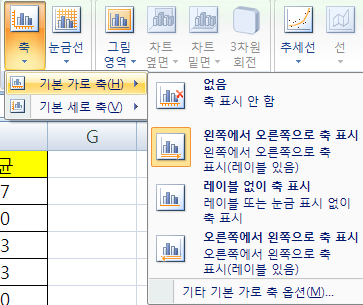 축 눈금선 그림 영역 차트 옆면 차트 밑면 3차원 회전 추세선 선
기본 가로 축(H)
기본 세로 축(V)
없음
축 표시 안 함
왼쪽에서 오른쪽으로 축 표시
왼쪽에서 오른쪽으로 축
표시(레이블 있음)
레이블 없이 축 표시
레이블 또는 눈금 표시 없이
축 표시
오른쪽에서 왼쪽으로 축 표시
오른쪽에서 왼쪽으로 축
표시(레이블 있음)
기타 기본 가로 축 옵션(M)...
G
균
7
0
3
3
0